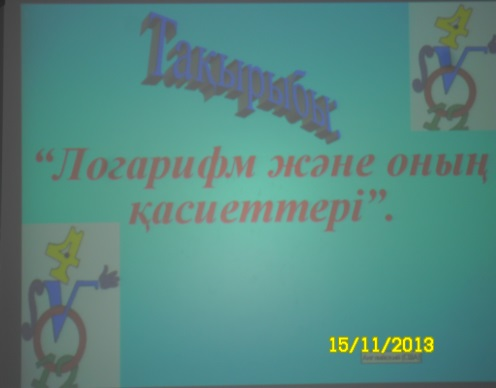 Тақырыбы:
“Логарифм және оның
қасиеттері”.
15/11/2013